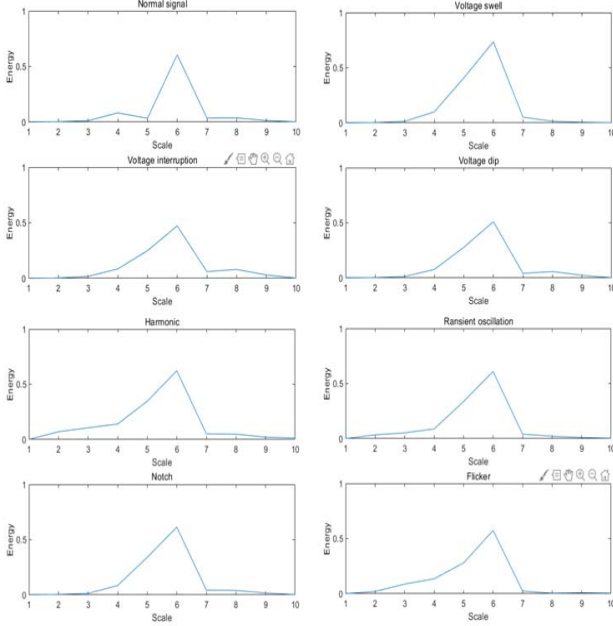 Normal signal
1
0.5
0
Energy
1 2 3 4 5 6 7 8 9 10
Scale
Voltage swell
1
0.5
0
Energy
1 2 3 4 5 6 7 8 9 10
Scale
Voltage interruption
1
0.5
0
Energy
1 2 3 4 5 6 7 8 9 10
Scale
Voltage dip
1
0.5
0
Energy
1 2 3 4 5 6 7 8 9 10
Scale
Harmonic
1
0.5
0
Energy
1 2 3 4 5 6 7 8 9 10
Scale
Ransient oscillation
1
0.5
0
Energy
1 2 3 4 5 6 7 8 9 10
Scale
Notch
1
0.5
0
Energy
1 2 3 4 5 6 7 8 9 10
Scale
Flicker
1
0.5
0
Energy
1 2 3 4 5 6 7 8 9 10
Scale